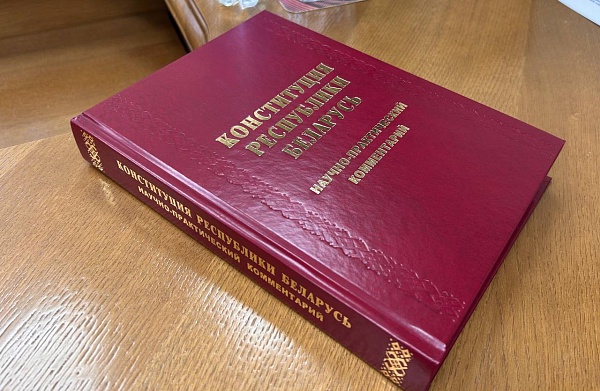 КОНСТИТУЦИЯ
РЕСПУБЛИКИ
БЕЛАРУСЬ
НАУЧНО-ПРАКТИЧЕСКИЙ
КОММЕНТАРИЙ
КОНСТИТУЦИЯ РЕСПУБЛИКИ БЕЛАРУСЬ
НАУЧНО-ПРАКТИЧЕСКИЙ КОММЕНТАРИЙ